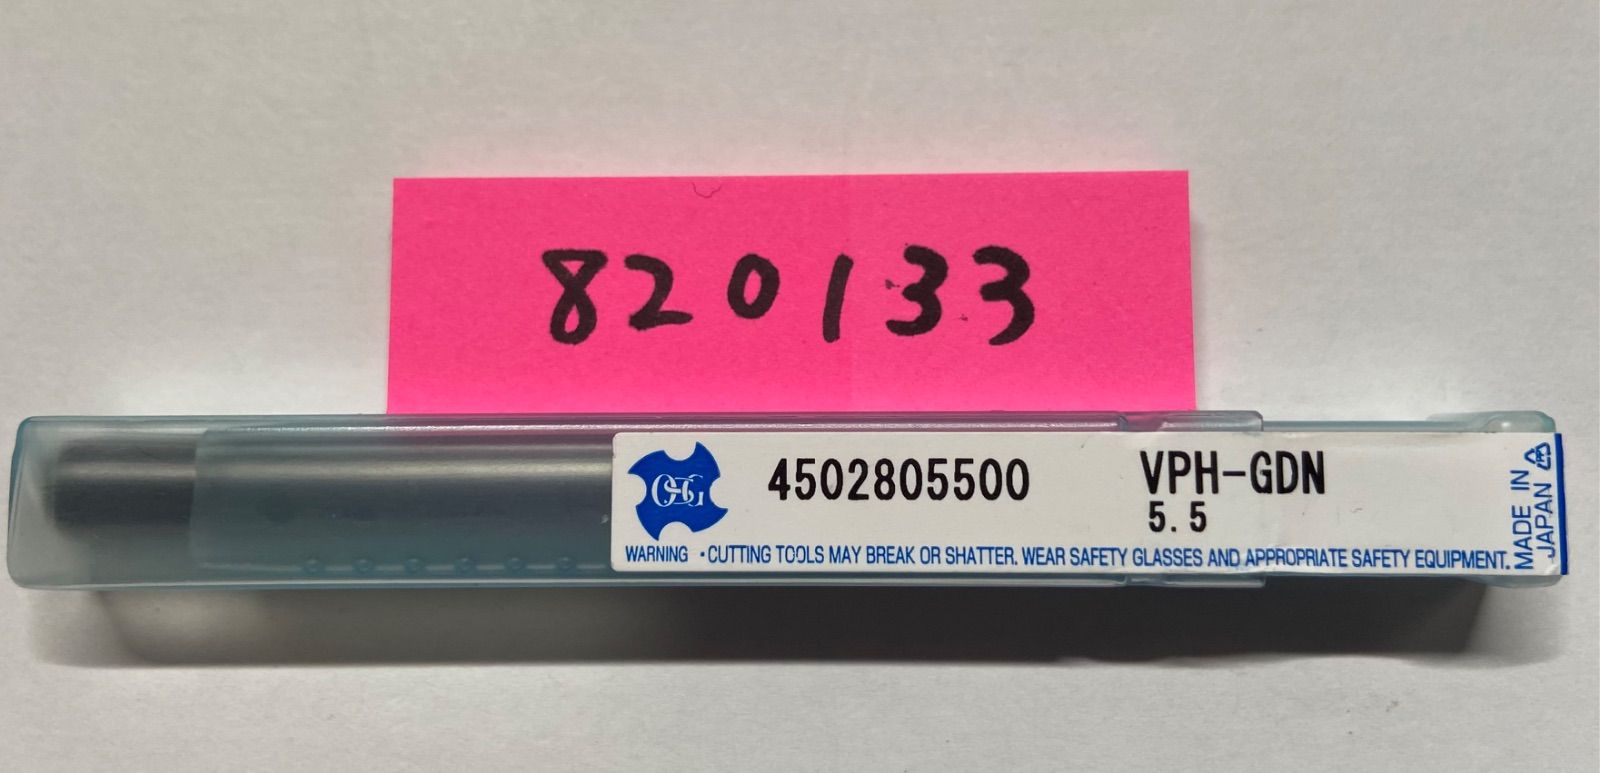 820133
OSG
4502805500
VPH-GDN
5.5
WARNING ・CUTTING TOOLS MAY BREAK OR SHATTER. WEAR SAFETY GLASSES AND APPROPRIATE SAFETY EQUIPMENT.
MADE IN
JAPAN